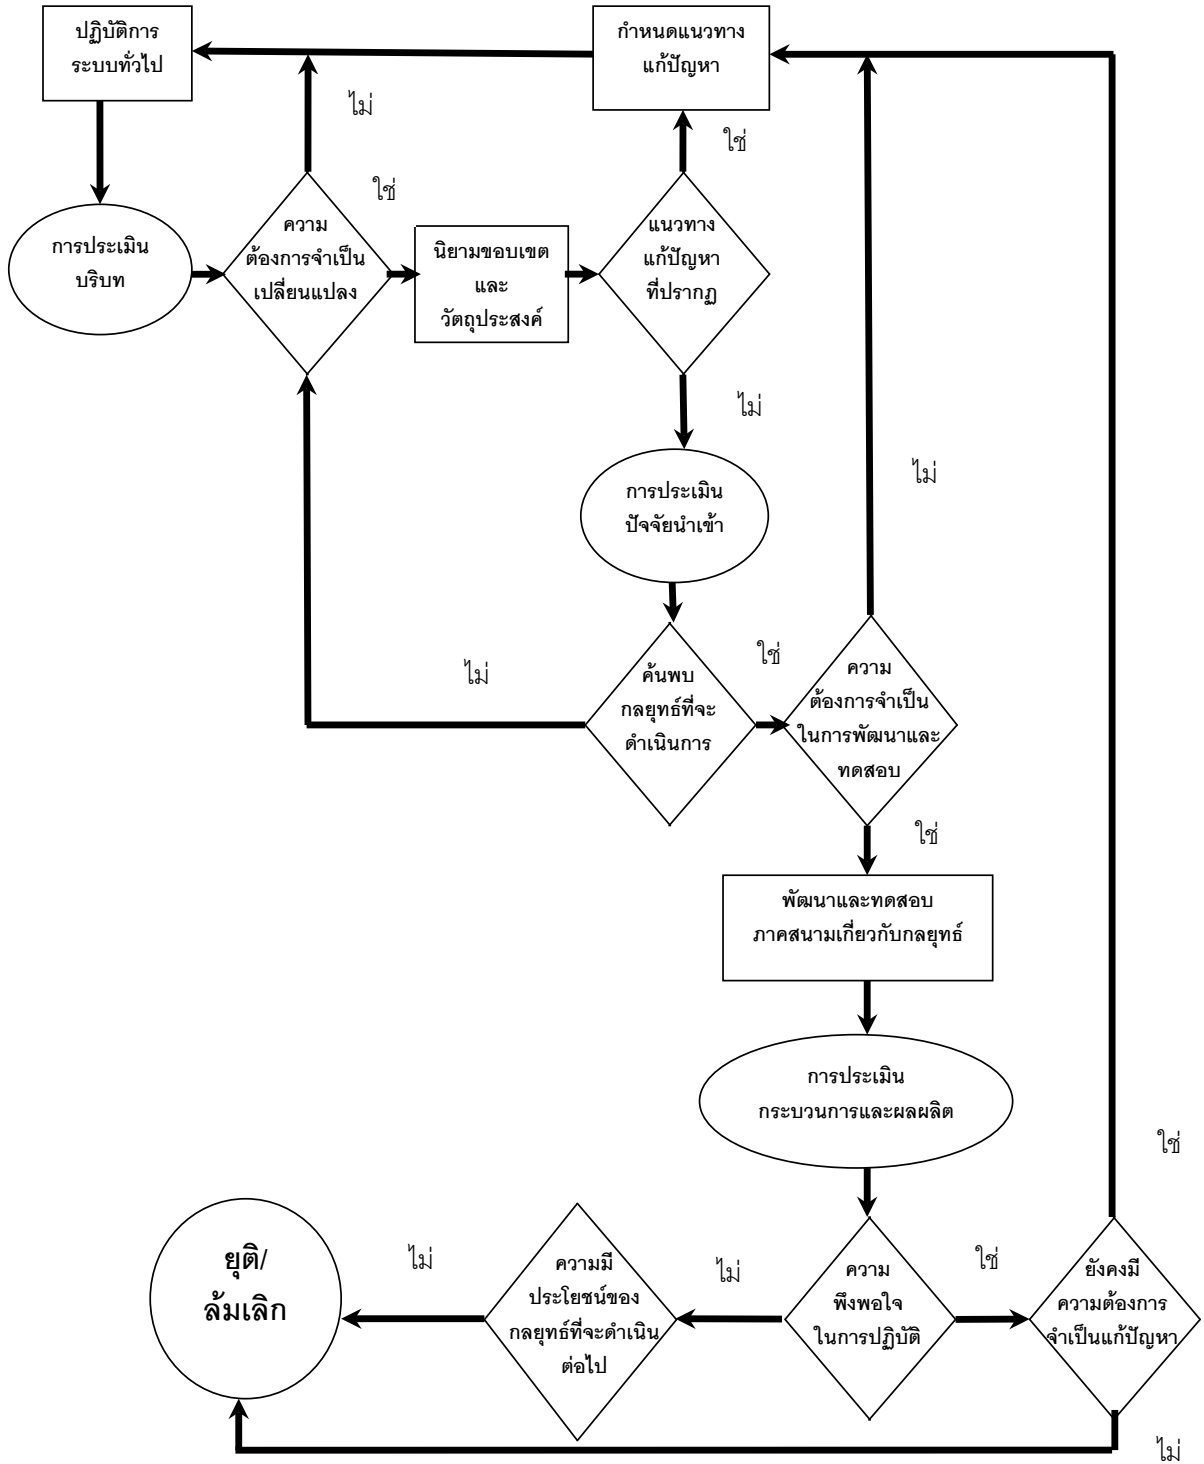 ปฏิบัติการ
ระบบทั่วไป
กำหนดแนวทาง
แก้ปัญหา
ไม่
ใช่
ใช่
การประเมิน
บริบท
ความ
ต้องการจำเป็น
เปลี่ยนแปลง
นิยามขอบเขต
และ
วัตถุประสงค์
แนวทาง
แก้ปัญหา
ที่ปรากฏ
ไม่
ไม่
การประเมิน
ปัจจัยนำเข้า
ไม่
ค้นพบ
กลยุทธ์ที่จะ
ดำเนินการ
ใช่
ความ
ต้องการจำเป็น
ในการพัฒนาและ
ทดสอบ
ใช่
พัฒนาและทดสอบ
ภาคสนามเกี่ยวกับกลยุทธ์
การประเมิน
กระบวนการและผลผลิต
ใช่
ยุติ/
ล้มเลิก
ไม่
ความมี
ประโยชน์ของ
กลยุทธ์ที่จะดำเนิน
ต่อไป
ไม่
ความ
พึงพอใจ
ในการปฏิบัติ
ใช่
ยังคงมี
ความต้องการ
จำเป็นแก้ปัญหา
ไม่